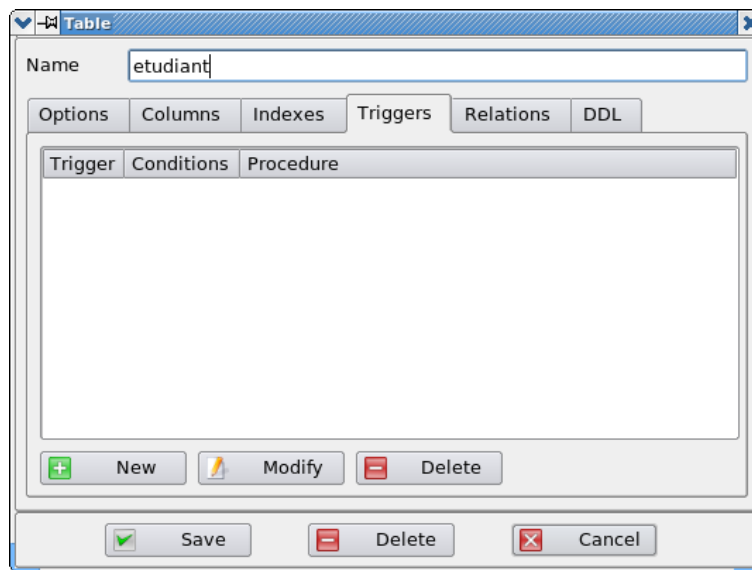 Table
Name etudiant
Options Columns Indexes Triggers Relations DDL
Trigger Conditions Procedure
New Modify Delete
Save Delete Cancel